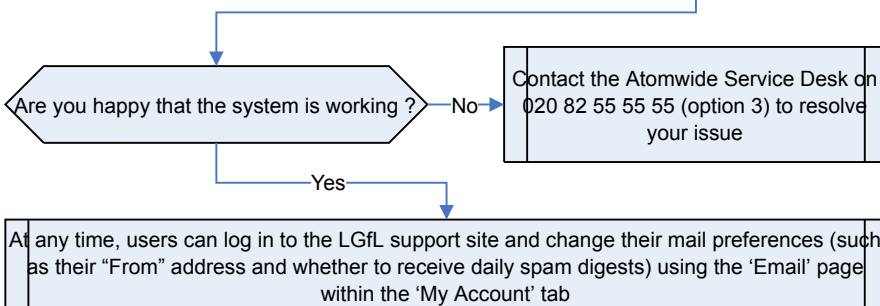 Are you happy that the system is working ?
No
Contact the Atomwide Service Desk on
020 82 55 55 55 (option 3) to resolve
your issue
Yes
At any time, users can log in to the LGfL support site and change their mail preferences (such
as their “From” address and whether to receive daily spam digests) using the ‘Email’ page
within the ‘My Account’ tab